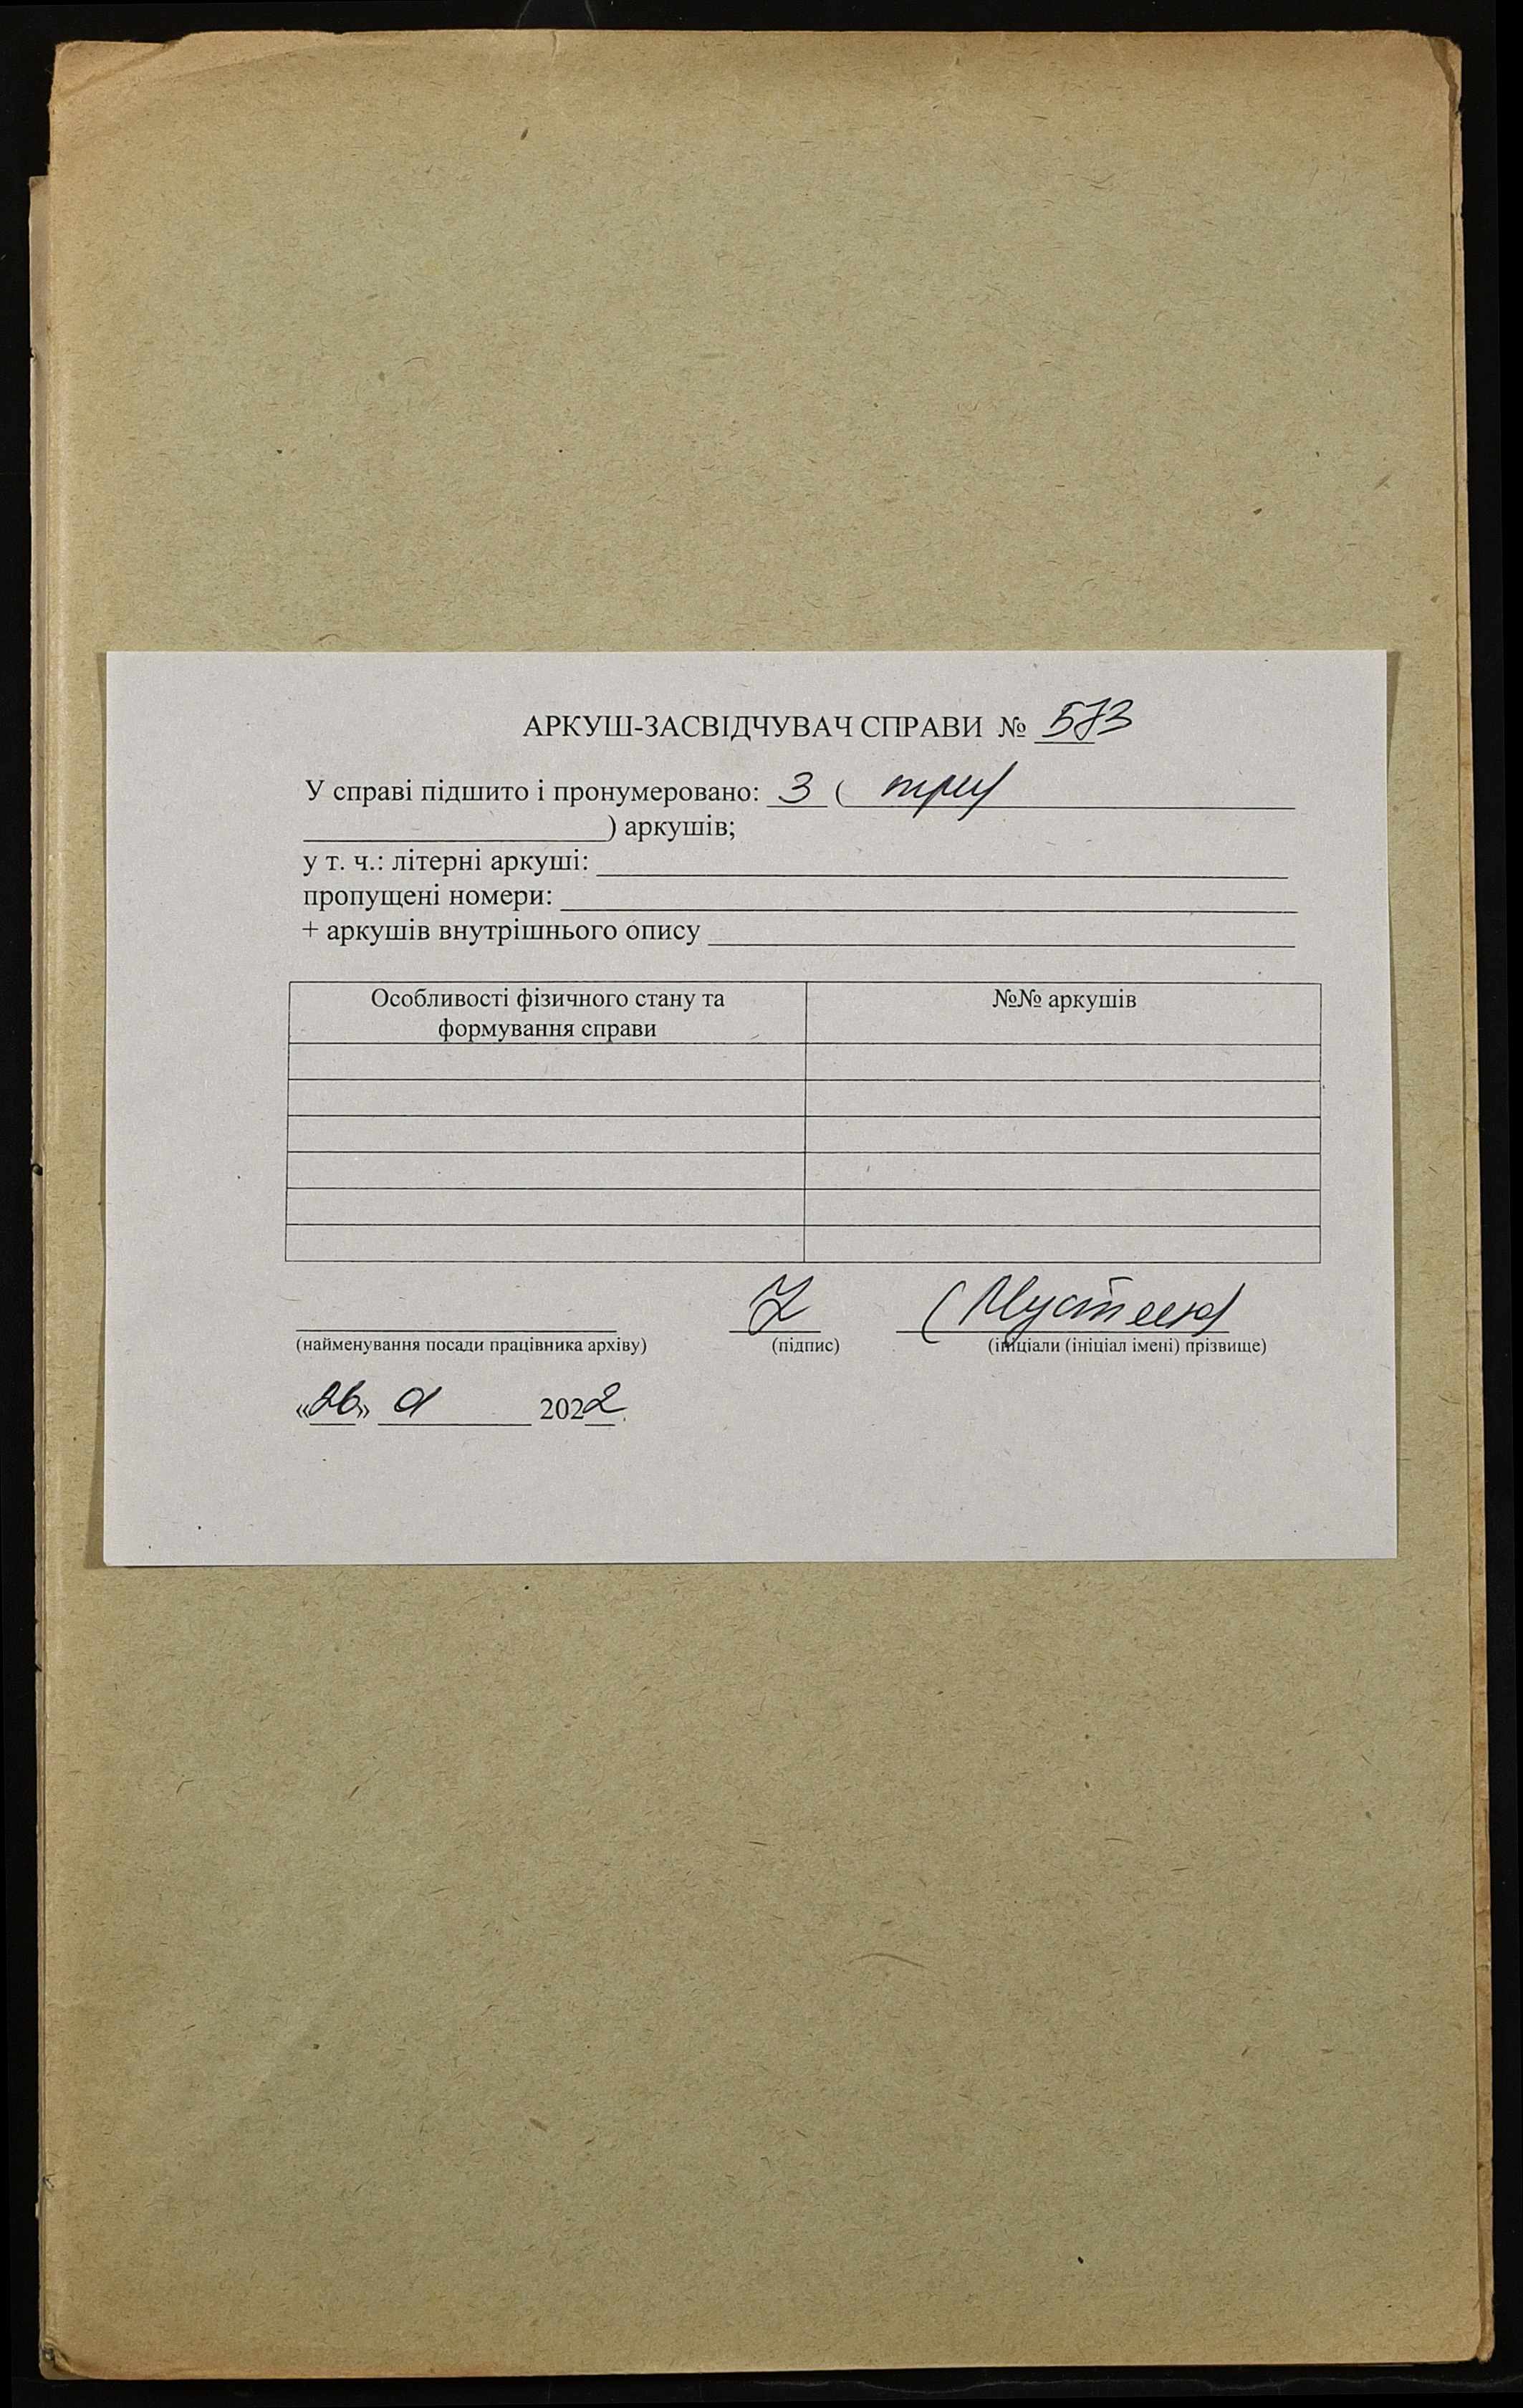 АРКУШ-ЗАСВІДЧУВАЧ СПРАВИ № 573
У справі підшито і пронумеровано: 3 ( три)
) аркушів;
у т. ч.: літерні аркуші:
пропущені номери:
+ аркушів внутрішнього опису
Особливості фізичного стану та формування справи №№ аркушів
(найменування посади працівника архіву) (підпис) (ініціали (ініціал імені) прізвище)
«26» 01 2022.